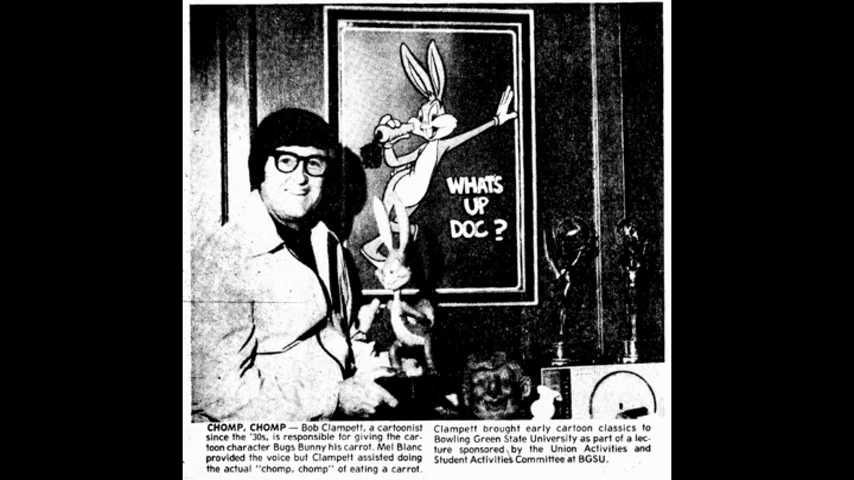 WHAT'S
UP
DOC?
CHOMP, CHOMP — Bob Clampett, a cartoonist
since the '30s, is responsible for giving the car-
toon character Bugs Bunny his carrot. Mel Blanc
provided the voice but Clampett assisted doing
the actual "chomp, chomp" of eating a carrot.
Clampett brought early cartoon classics to
Bowling Green State University as part of a lec-
ture sponsored by the Union Activities and
Student Activities Committee at BGSU.